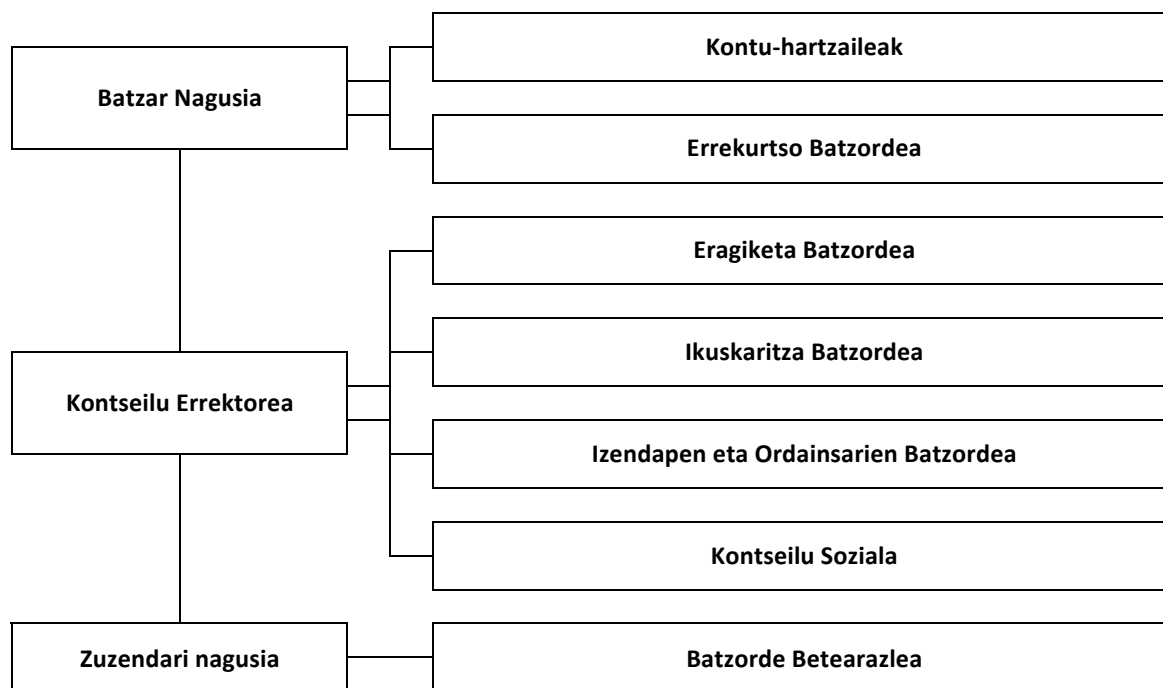 Kontu-hartzaileak
Batzar Nagusia
Errekurtso Batzordea
Eragiketa Batzordea
Ikuskaritza Batzordea
Kontseilu Errektorea
Izendapen eta Ordainsarien Batzordea
Kontseilu Soziala
Zuzendari nagusia
Batzorde Betearazlea